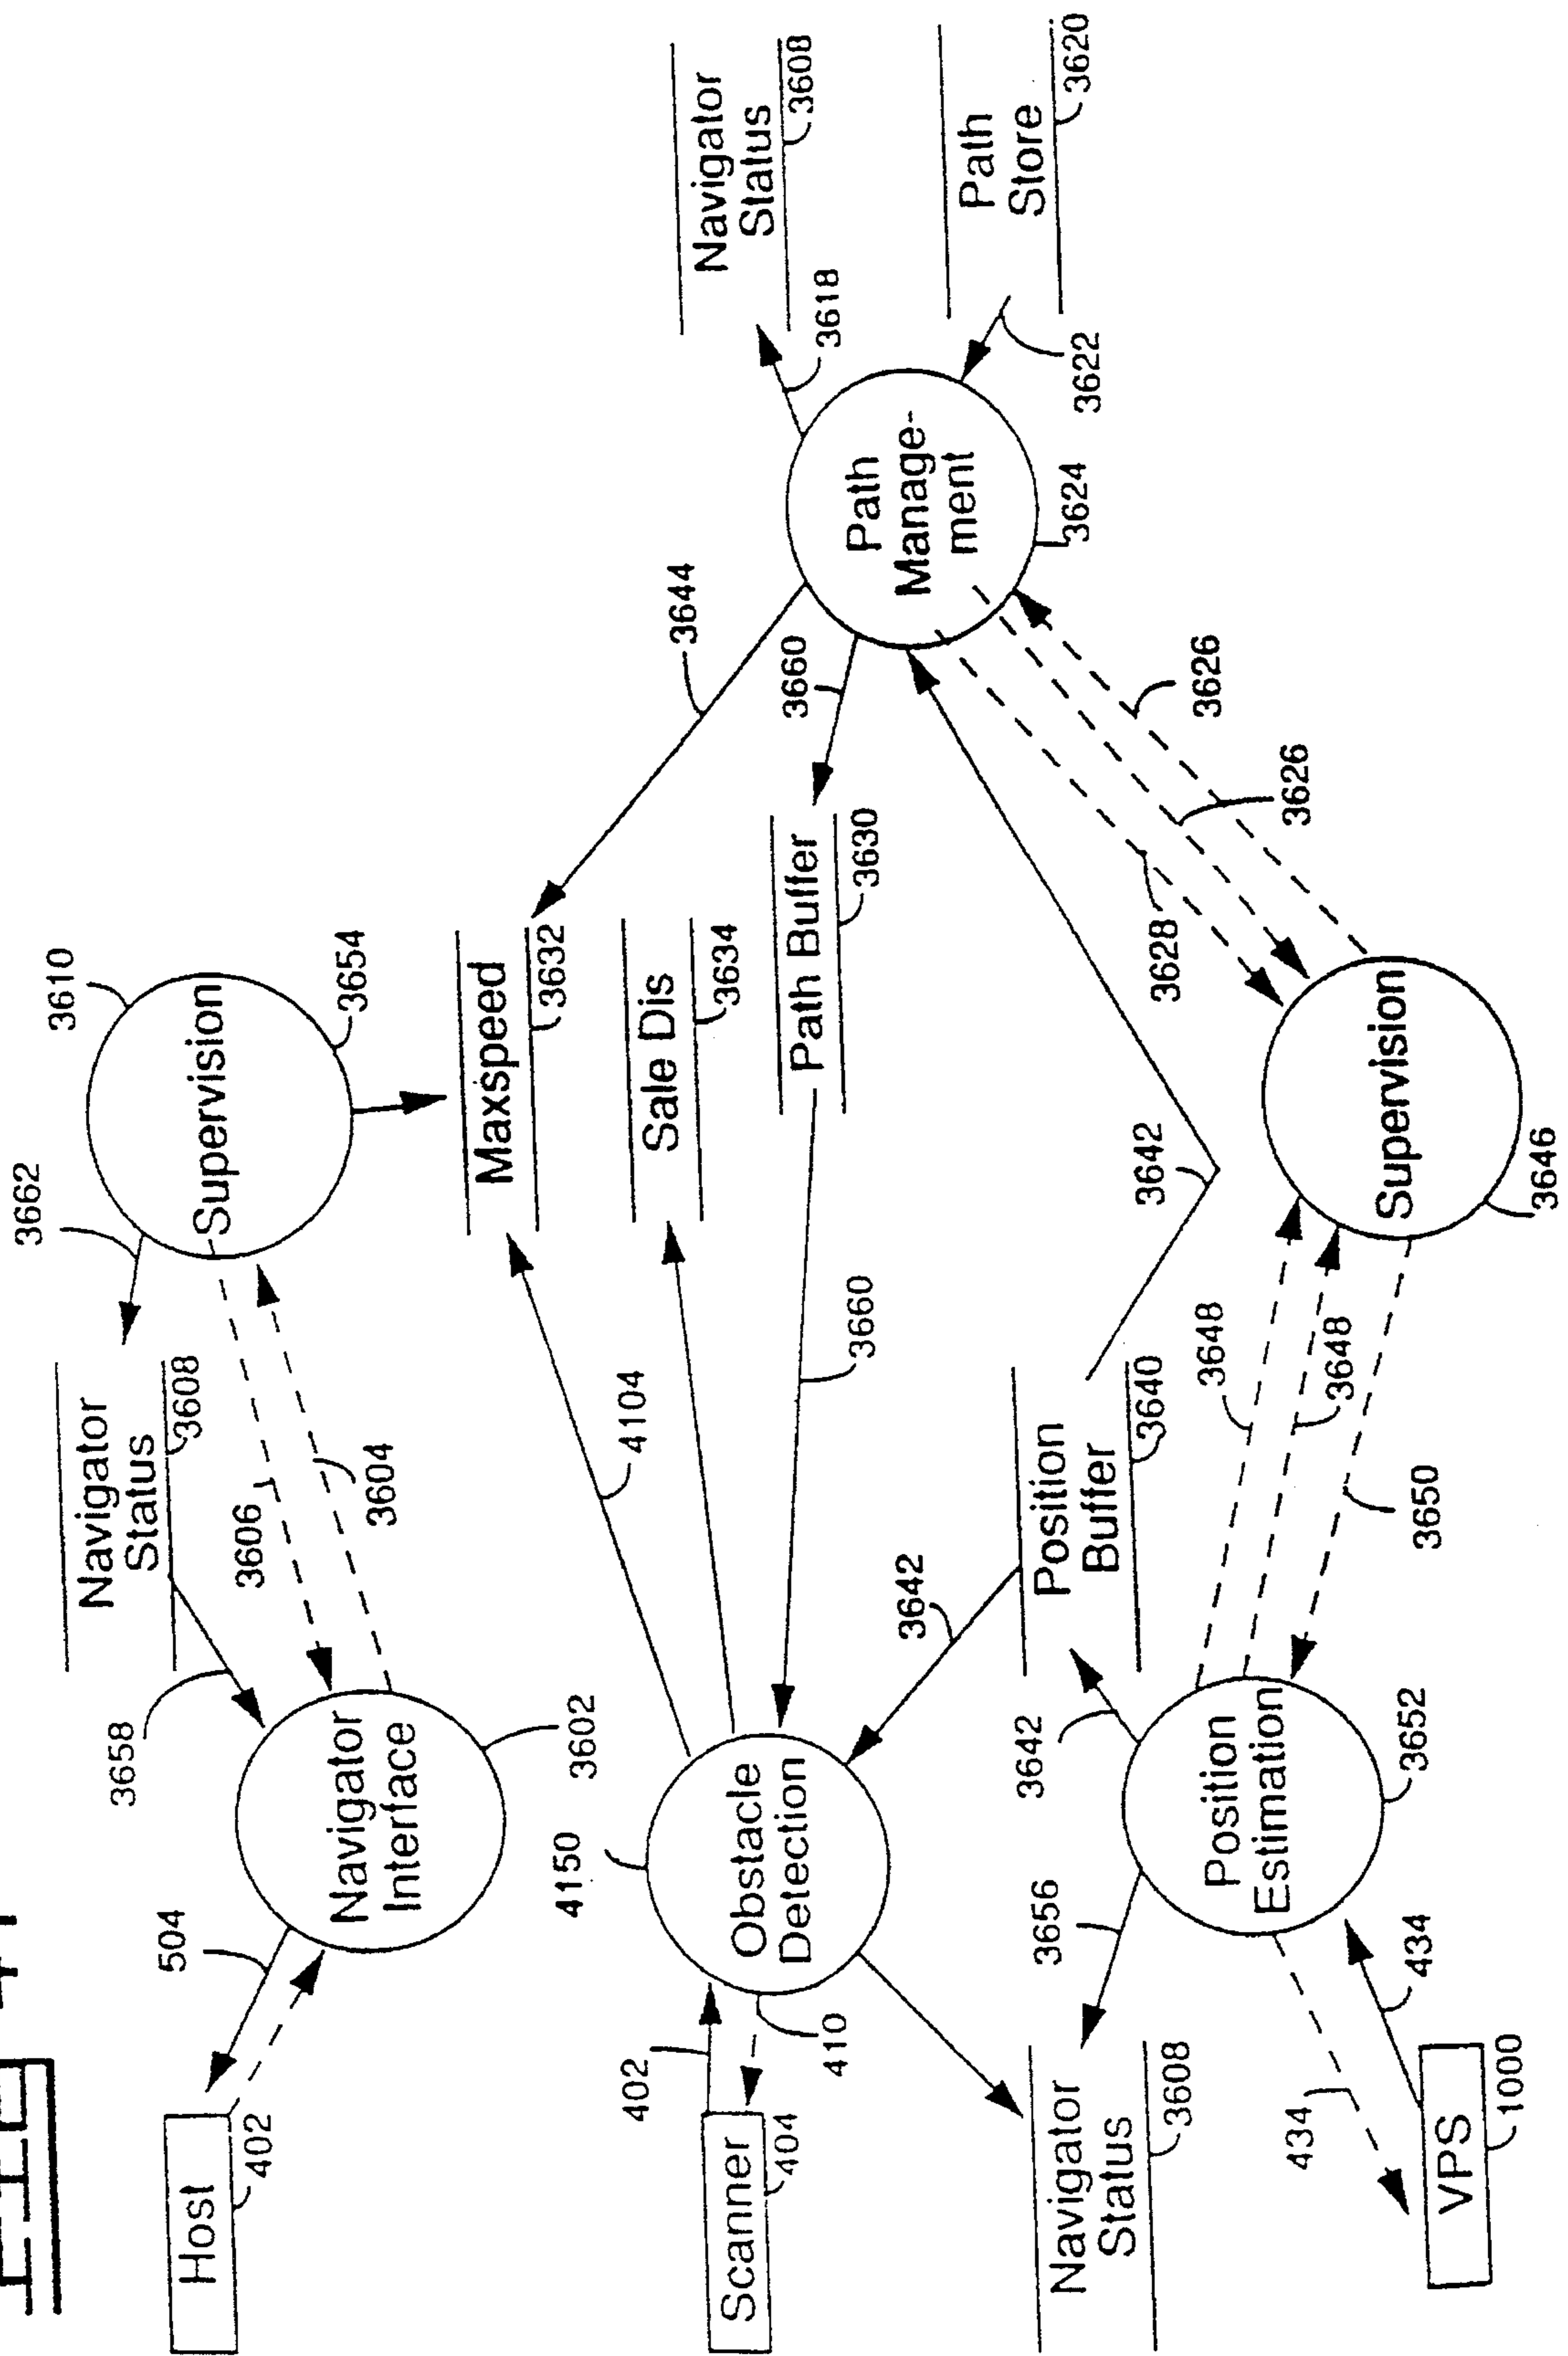 Host
402
504
Navigator
Interface
3602
3658
Navigator
Status
3608
3606
3604
3662
Supervision
3610
3654
Scanner
404
402
410
4150
Obstacle
Detection
4104
Maxspeed
3632
Sale Dis
3634
3660
Path Buffer
3630
3660
3644
Path
Manage-
ment
3624
3618
Navigator
Status
3608
3622
Path
Store
3620
Navigator
Status
3608
3656
3642
3642
Position
Buffer
3640
3642
VPS
1000
434
434
Position
Estimation
3652
3648
3648
3650
Supervision
3646
3628
3626
3626